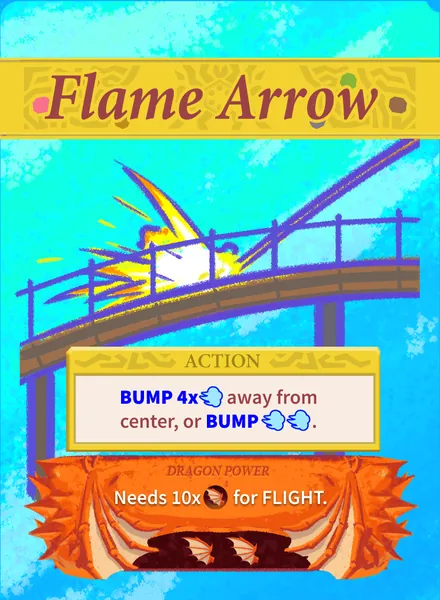 Flame Arrow
ACTION
BUMP 4x💨 away from
center, or BUMP 💨💨.
DRAGON POWER
Needs 10x for FLIGHT.